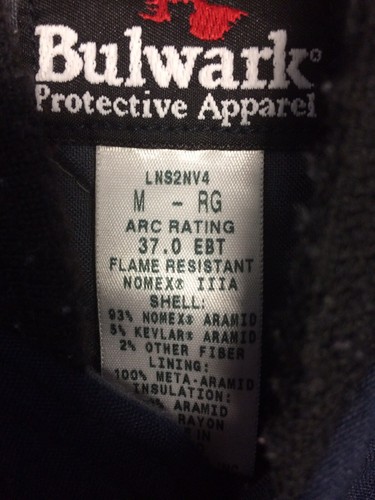 Bulwark®
Protective Apparel
LNS2NV4
M - RG
ARC RATING
37.0 EBT
FLAME RESISTANT
NOMEX® IIIA
SHELL:
93% NOMEX® ARAMID
5% KEVLAR® ARAMID
2% OTHER FIBER
LINING:
100% META-ARAMID
INSULATION:
% ARAMID
RAYON
IN